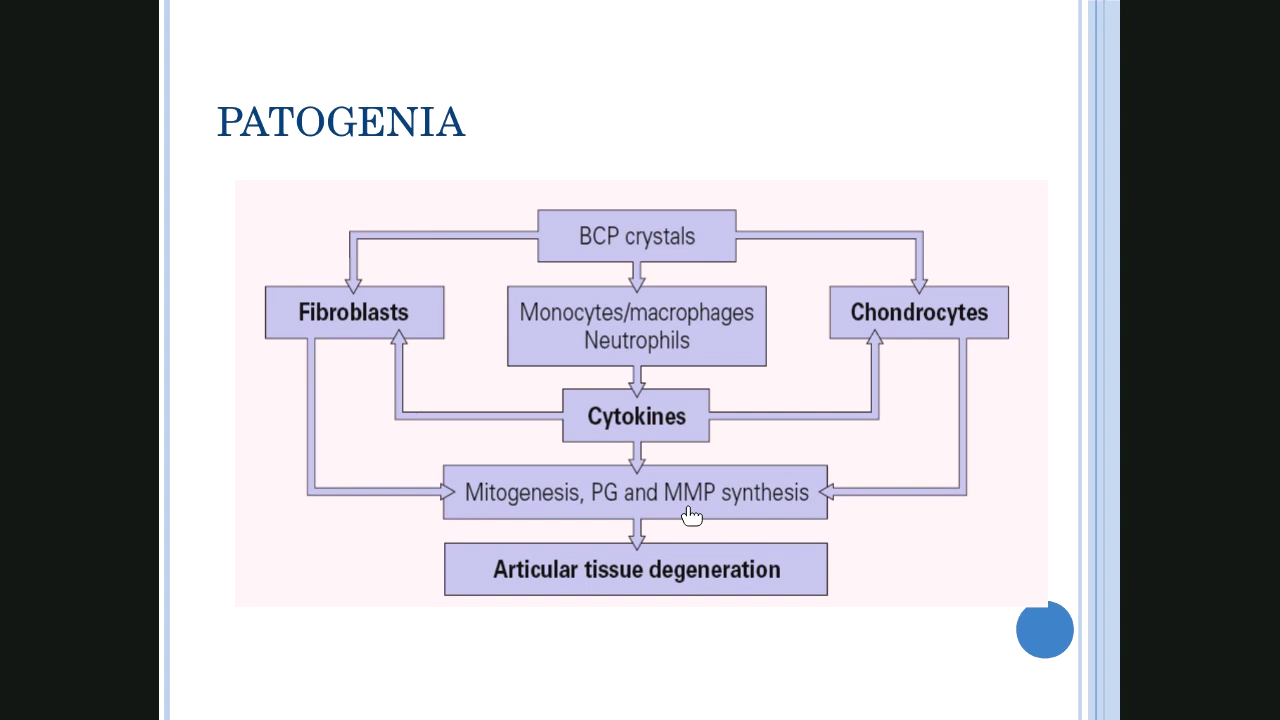 PATOGENIA
BCP crystals
Fibroblasts
Monocytes/macrophages
Neutrophils
Chondrocytes
Cytokines
Mitogenesis, PG and MMP synthesis
Articular tissue degeneration